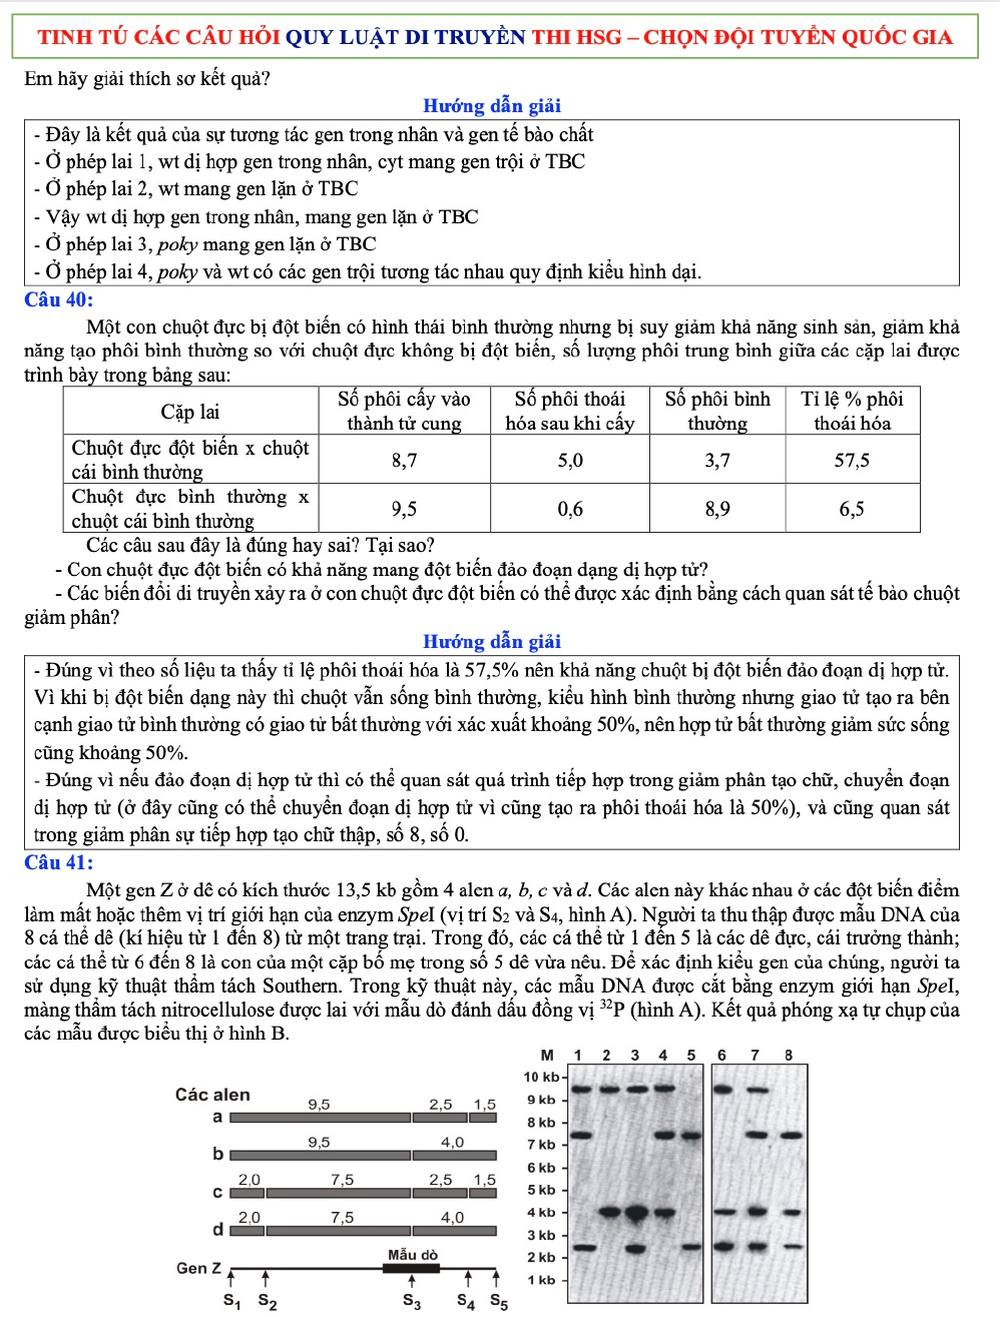 TINH TÚ CÁC CÂU HỎI QUY LUẬT DI TRUYỀN THI HSG – CHỌN ĐỘI TUYỂN QUỐC GIA
Em hãy giải thích sơ kết quả?
Hướng dẫn giải
- Đây là kết quả của sự tương tác gen trong nhân và gen tế bào chất
- Ở phép lai 1, wt dị hợp gen trong nhân, cyt mang gen trội ở TBC
- Ở phép lai 2, wt mang gen lặn ở TBC
- Vậy wt dị hợp gen trong nhân, mang gen lặn ở TBC
- Ở phép lai 3, poky mang gen lặn ở TBC
- Ở phép lai 4, poky và wt có các gen trội tương tác nhau quy định kiểu hình dại.
Câu 40:
Một con chuột đực bị đột biến có hình thái bình thường nhưng bị suy giảm khả năng sinh sản, giảm khả
năng tạo phôi bình thường so với chuột đực không bị đột biến, số lượng phôi trung bình giữa các cặp lai được
trình bày trong bảng sau:
Cặp lai
Số phôi cấy vào
thành tử cung
Số phôi thoái
hóa sau khi cấy
Số phôi bình
thường
Tỉ lệ % phôi
thoái hóa
Chuột đực đột biến x chuột
cái bình thường
8,7
5,0
3,7
57,5
Chuột đực bình thường x
chuột cái bình thường
9,5
0,6
8,9
6,5
Các câu sau đây là đúng hay sai? Tại sao?
- Con chuột đực đột biến có khả năng mang đột biến đảo đoạn dạng dị hợp tử?
- Các biến đổi di truyền xảy ra ở con chuột đực đột biến có thể được xác định bằng cách quan sát tế bào chuột
giảm phân?
Hướng dẫn giải
- Đúng vì theo số liệu ta thấy tỉ lệ phôi thoái hóa là 57,5% nên khả năng chuột bị đột biến đảo đoạn dị hợp tử.
Vì khi bị đột biến dạng này thì chuột vẫn sống bình thường, kiểu hình bình thường nhưng giao tử tạo ra bên
cạnh giao tử bình thường có giao tử bất thường với xác xuất khoảng 50%, nên hợp tử bất thường giảm sức sống
cũng khoảng 50%.
- Đúng vì nếu đảo đoạn dị hợp tử thì có thể quan sát quá trình tiếp hợp trong giảm phân tạo chữ, chuyển đoạn
dị hợp tử (ở đây cũng có thể chuyển đoạn dị hợp tử vì cũng tạo ra phôi thoái hóa là 50%), và cũng quan sát
trong giảm phân sự tiếp hợp tạo chữ thập, số 8, số 0.
Câu 41:
Một gen Z ở dê có kích thước 13,5 kb gồm 4 alen a, b, c và d. Các alen này khác nhau ở các đột biến điểm
làm mất hoặc thêm vị trí giới hạn của enzym SpeI (vị trí S2 và S4, hình A). Người ta thu thập được mẫu DNA của
8 cá thể dê (kí hiệu từ 1 đến 8) từ một trang trại. Trong đó, các cá thể từ 1 đến 5 là các dê đực, cái trưởng thành;
các cá thể từ 6 đến 8 là con của một cặp bố mẹ trong số 5 dê vừa nêu. Để xác định kiểu gen của chúng, người ta
sử dụng kỹ thuật thẩm tách Southern. Trong kỹ thuật này, các mẫu DNA được cắt bằng enzym giới hạn SpeI,
màng thẩm tách nitrocellulose được lai với mẫu dò đánh dấu đồng vị 32P (hình A). Kết quả phóng xạ tự chụp của
các mẫu được biểu thị ở hình B.
Các alen
a 9,5 2,5 1,5
b 9,5 4,0
c 2,0 7,5 2,5 1,5
d 2,0 7,5 4,0
Mẫu dò
Gen Z
S1 S2 S3 S4 S5
M 1 2 3 4 5 6 7 8
10 kb
9 kb
8 kb
7 kb
6 kb
5 kb
4 kb
3 kb
2 kb
1 kb